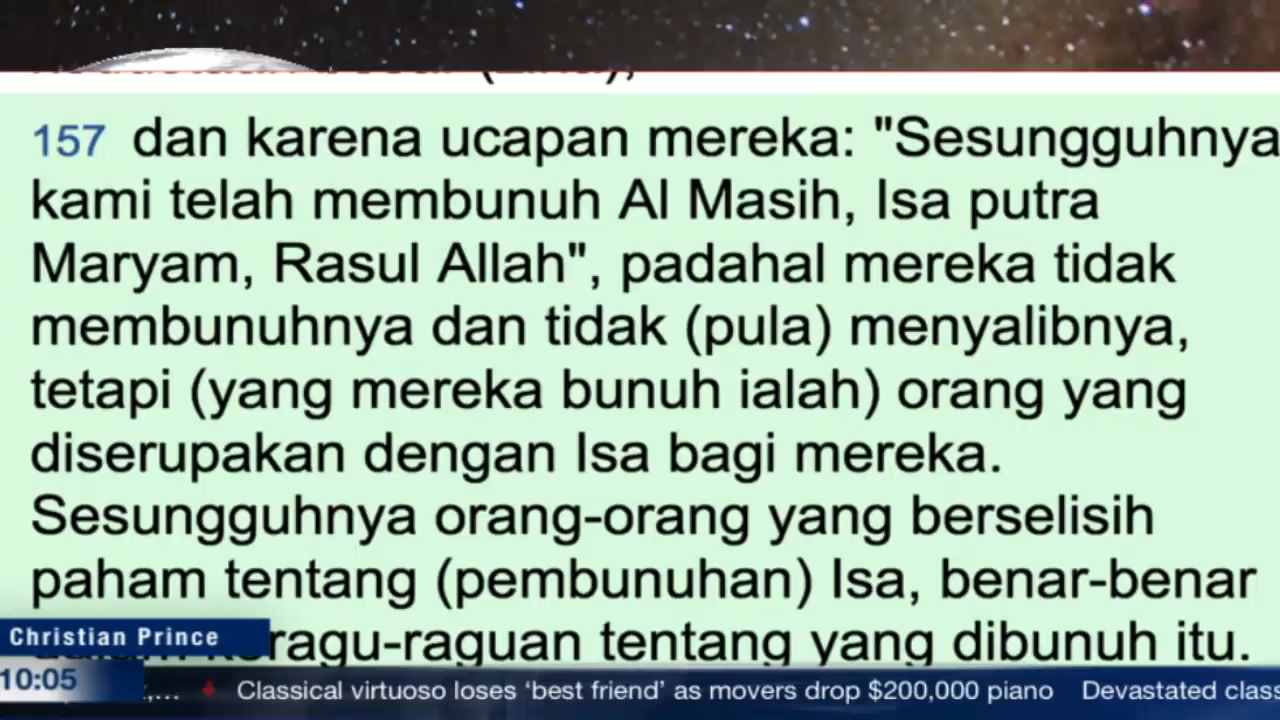 157 dan karena ucapan mereka: "Sesungguhnya
kami telah membunuh Al Masih, Isa putra
Maryam, Rasul Allah", padahal mereka tidak
membunuhnya dan tidak (pula) menyalibnya,
tetapi (yang mereka bunuh ialah) orang yang
diserupakan dengan Isa bagi mereka.
Sesungguhnya orang-orang yang berselisih
paham tentang (pembunuhan) Isa, benar-benar
tentang yang dibunuh itu.
Christian Prince
10:05 Classical virtuoso loses ‘best friend’ as movers drop $200,000 piano Devastated class